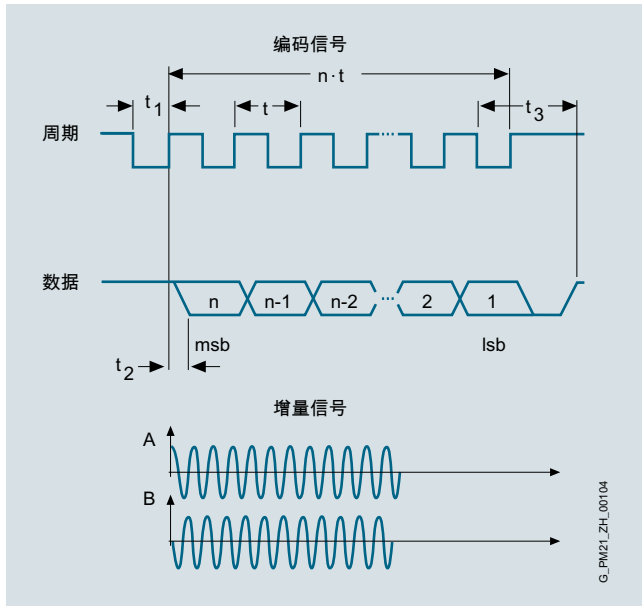 编码信号
n·t
t1 t t3
周期
数据
n n-1 n-2 ... 2 1
msb lsb
t2
增量信号
A
B
G_PM21_ZH_00104